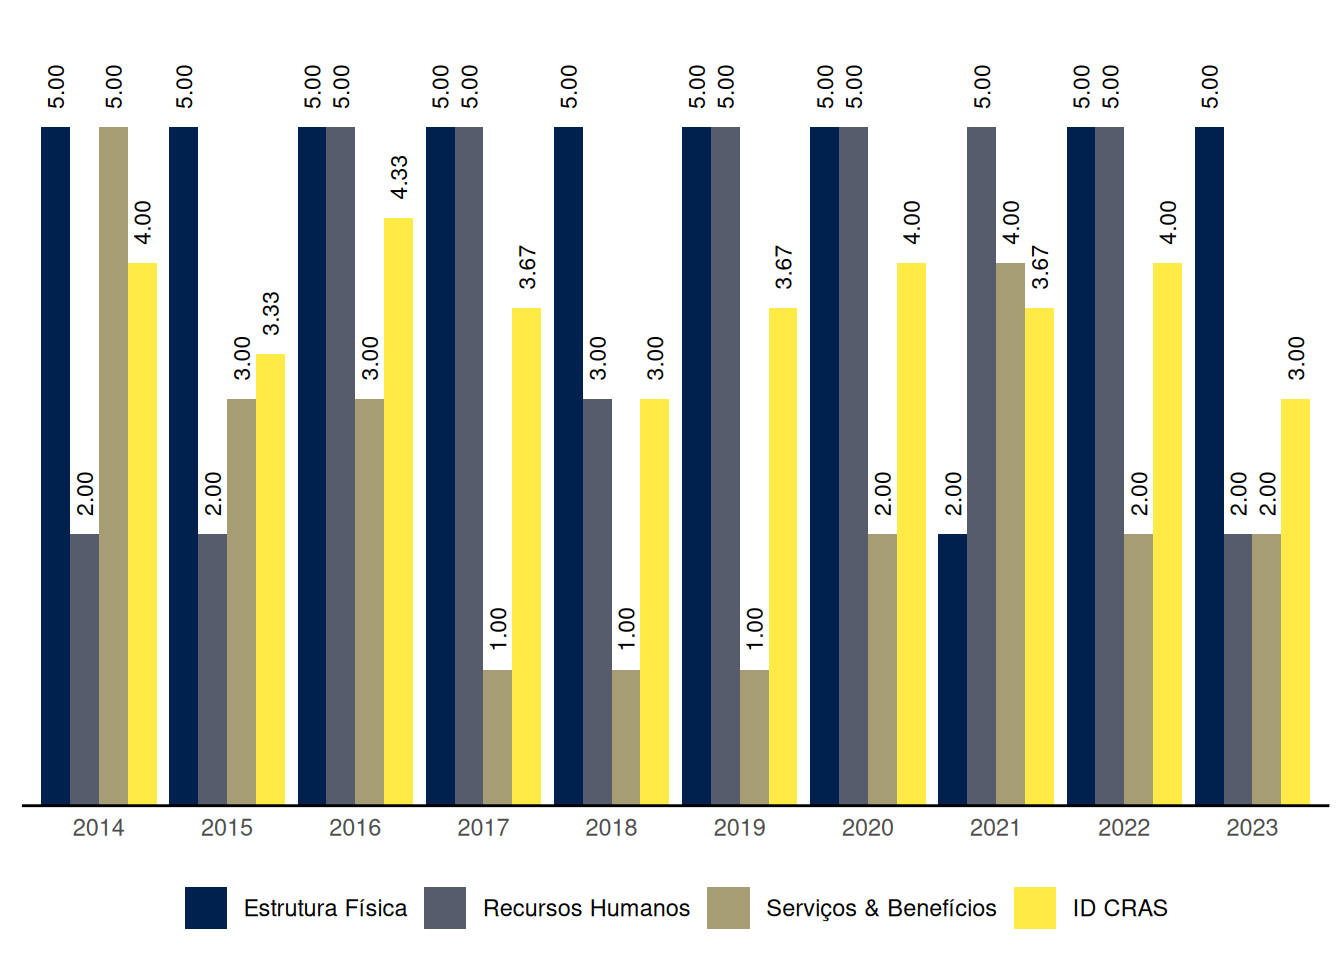 5.00 2.00 5.00 4.00 5.00 2.00 3.00 3.33 5.00 5.00 3.00 4.33 5.00 5.00 1.00 3.67 5.00 3.00 1.00 3.00 5.00 5.00 1.00 3.67 5.00 5.00 2.00 4.00 2.00 5.00 4.00 3.67 5.00 5.00 2.00 4.00 5.00 2.00 2.00 3.00
2014 2015 2016 2017 2018 2019 2020 2021 2022 2023
Estrutura Física Recursos Humanos Serviços & Benefícios ID CRAS